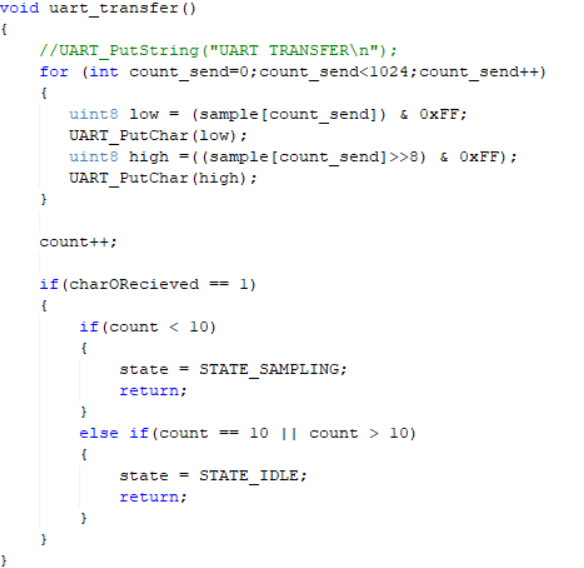 void uart_transfer()
{
    //UART_PutString("UART TRANSFER\n");
    for (int count_send=0;count_send<1024;count_send++)
    {
       uint8 low = (sample[count_send]) & 0xFF;
       UART_PutChar(low);
       uint8 high =((sample[count_send]>>8) & 0xFF);
       UART_PutChar(high);
    }

    count++;

    if(charORecieved == 1)
    {
        if(count < 10)
        {
            state = STATE_SAMPLING;
            return;
        }
        else if(count == 10 || count > 10)
        {
            state = STATE_IDLE;
            return;
        }
    }
}